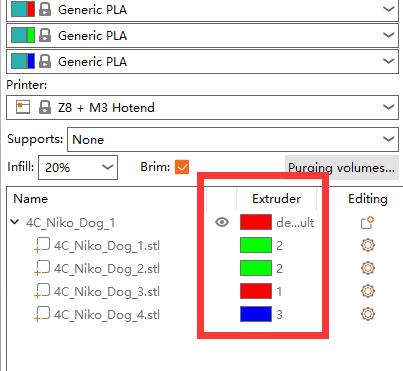 Generic PLA
Generic PLA
Generic PLA
Printer:
Z8 + M3 Hotend
Supports: None
Infill: 20% Brim: Purging volumes...
Name Extruder Editing
4C_Niko_Dog_1 de...ult
4C_Niko_Dog_1.stl 2
4C_Niko_Dog_2.stl 2
4C_Niko_Dog_3.stl 1
4C_Niko_Dog_4.stl 3